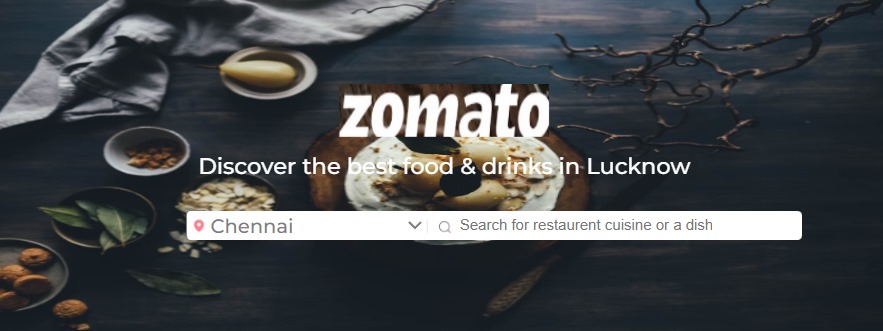 zomato
Discover the best food & drinks in Lucknow
Chennai Search for restaurent cuisine or a dish